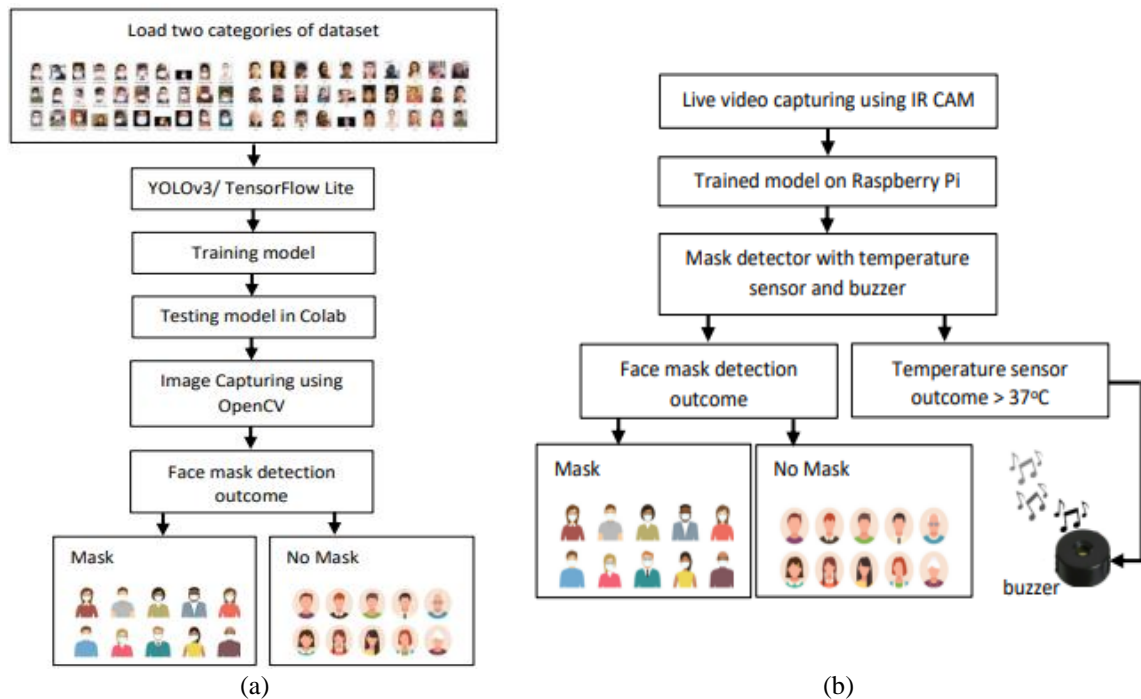 Load two categories of dataset
YOLOv3/ TensorFlow Lite
Training model
Testing model in Colab
Image Capturing using
OpenCV
Face mask detection
outcome
Mask
No Mask
(a)
Live video capturing using IR CAM
Trained model on Raspberry Pi
Mask detector with temperature
sensor and buzzer
Face mask detection
outcome
Temperature sensor
outcome > 37°C
Mask
No Mask
buzzer
(b)